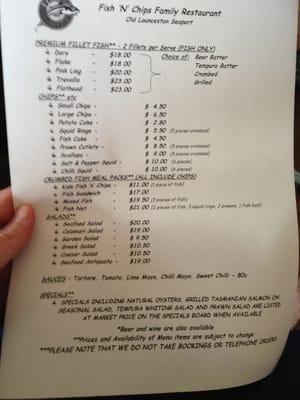 Fish 'N' Chips Family Restaurant
Old Launceston Seaport
PREMIUM FILLET FISH** - 2 Fillets per Serve (FISH ONLY)
Dory - $18.00 Choice of: Beer Batter
Flake - $18.00 Tempura Batter
Pink Ling - $20.00 Crumbed
Trevalla - $23.00 Grilled
Flathead - $23.00
CHIPS** etc
Small Chips - $ 4.50
Large Chips - $ 6.50
Potato Cake - $ 2.80
Squid Rings - $ 5.50 (5 pieces crumbed)
Fish Cake - $ 4.50
Prawn Cutlets - $ 8.50 (5 pieces crumbed)
Scallops - $ 9.00 (5 pieces crumbed)
Salt & Pepper Squid - $ 10.00 (6 pieces)
Chilli Squid - $ 10.00 (6 pieces)
CRUMBED FISH MEAL PACKS** (ALL INCLUDE CHIPS)
Kids Fish 'n' Chips - $11.00 (1 piece of fish)
Fish Sandwich - $17.00
Mixed Fish - $19.50 (2 pieces of fish)
Fish Net - $21.00 (2 pieces of fish, 3 squid rings, 2 prawns, 1 fish ball)
SALADS**
Seafood Salad - $20.00
Calamari Salad - $19.00
Garden Salad - $ 9.50
Greek Salad - $10.50
Caesar Salad - $10.50
Seafood Antipasto - $19.00
SAUCES - Tartare, Tomato, Lime Mayo, Chilli Mayo, Sweet Chilli - 80c
SPECIALS**
SPECIALS INCLUDING NATURAL OYSTERS, GRILLED TASMANIAN SALMON ON
SEASONAL SALAD, TEMPURA WHITING SALAD AND PRAWN SALAD ARE LISTED
AT MARKET PRICE ON THE SPECIALS BOARD WHEN AVAILABLE
*Beer and wine are also available
**Prices and Availability of Menu items are subject to change
***PLEASE NOTE THAT WE DO NOT TAKE BOOKINGS OR TELEPHONE ORDERS